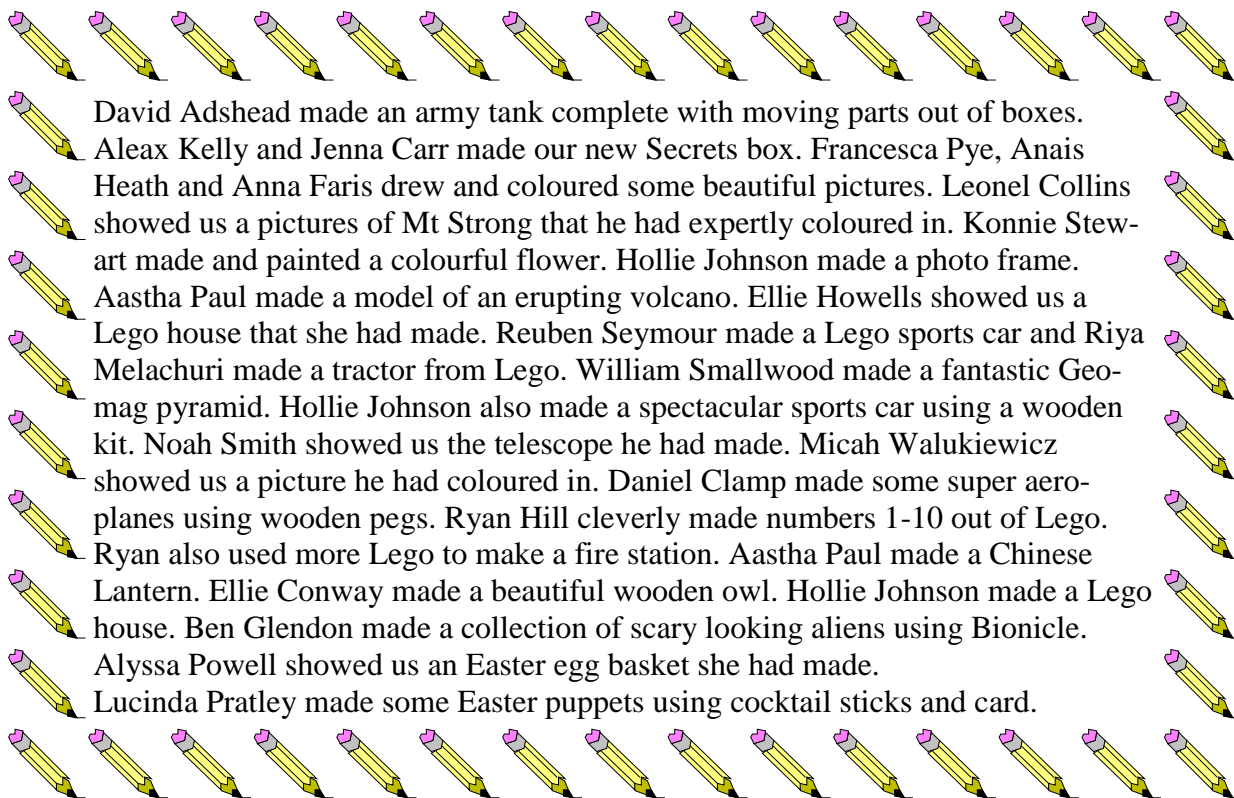 David Adshead made an army tank complete with moving parts out of boxes.
Aleax Kelly and Jenna Carr made our new Secrets box. Francesca Pye, Anais
Heath and Anna Faris drew and coloured some beautiful pictures. Leonel Collins
showed us a pictures of Mt Strong that he had expertly coloured in. Konnie Stew-
art made and painted a colourful flower. Hollie Johnson made a photo frame.
Aastha Paul made a model of an erupting volcano. Ellie Howells showed us a
Lego house that she had made. Reuben Seymour made a Lego sports car and Riya
Melachuri made a tractor from Lego. William Smallwood made a fantastic Geo-
mag pyramid. Hollie Johnson also made a spectacular sports car using a wooden
kit. Noah Smith showed us the telescope he had made. Micah Walukiewicz
showed us a picture he had coloured in. Daniel Clamp made some super aero-
planes using wooden pegs. Ryan Hill cleverly made numbers 1-10 out of Lego.
Ryan also used more Lego to make a fire station. Aastha Paul made a Chinese
Lantern. Ellie Conway made a beautiful wooden owl. Hollie Johnson made a Lego
house. Ben Glendon made a collection of scary looking aliens using Bionicle.
Alyssa Powell showed us an Easter egg basket she had made.
Lucinda Pratley made some Easter puppets using cocktail sticks and card.